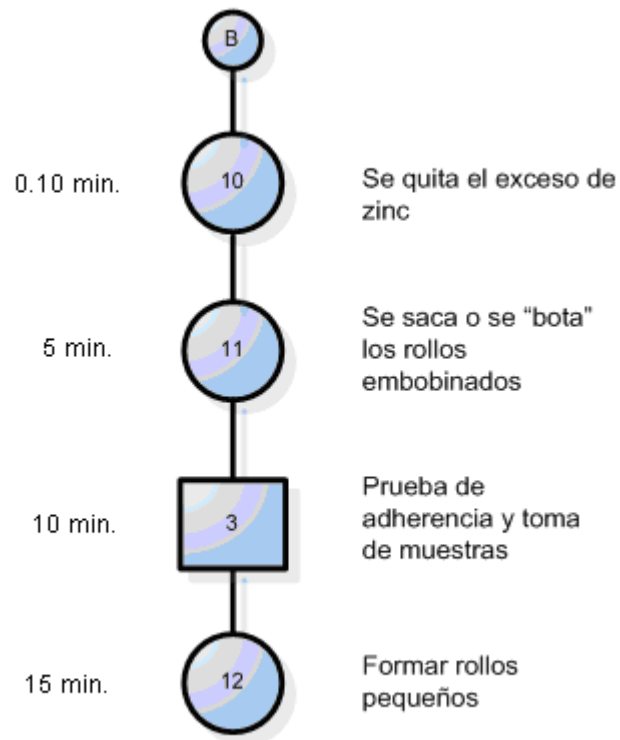 B
0.10 min.
10
Se quita el exceso de
zinc
5 min.
11
Se saca o se “bota”
los rollos
embobinados
10 min.
3
Prueba de
adherencia y toma
de muestras
15 min.
12
Formar rollos
pequeños